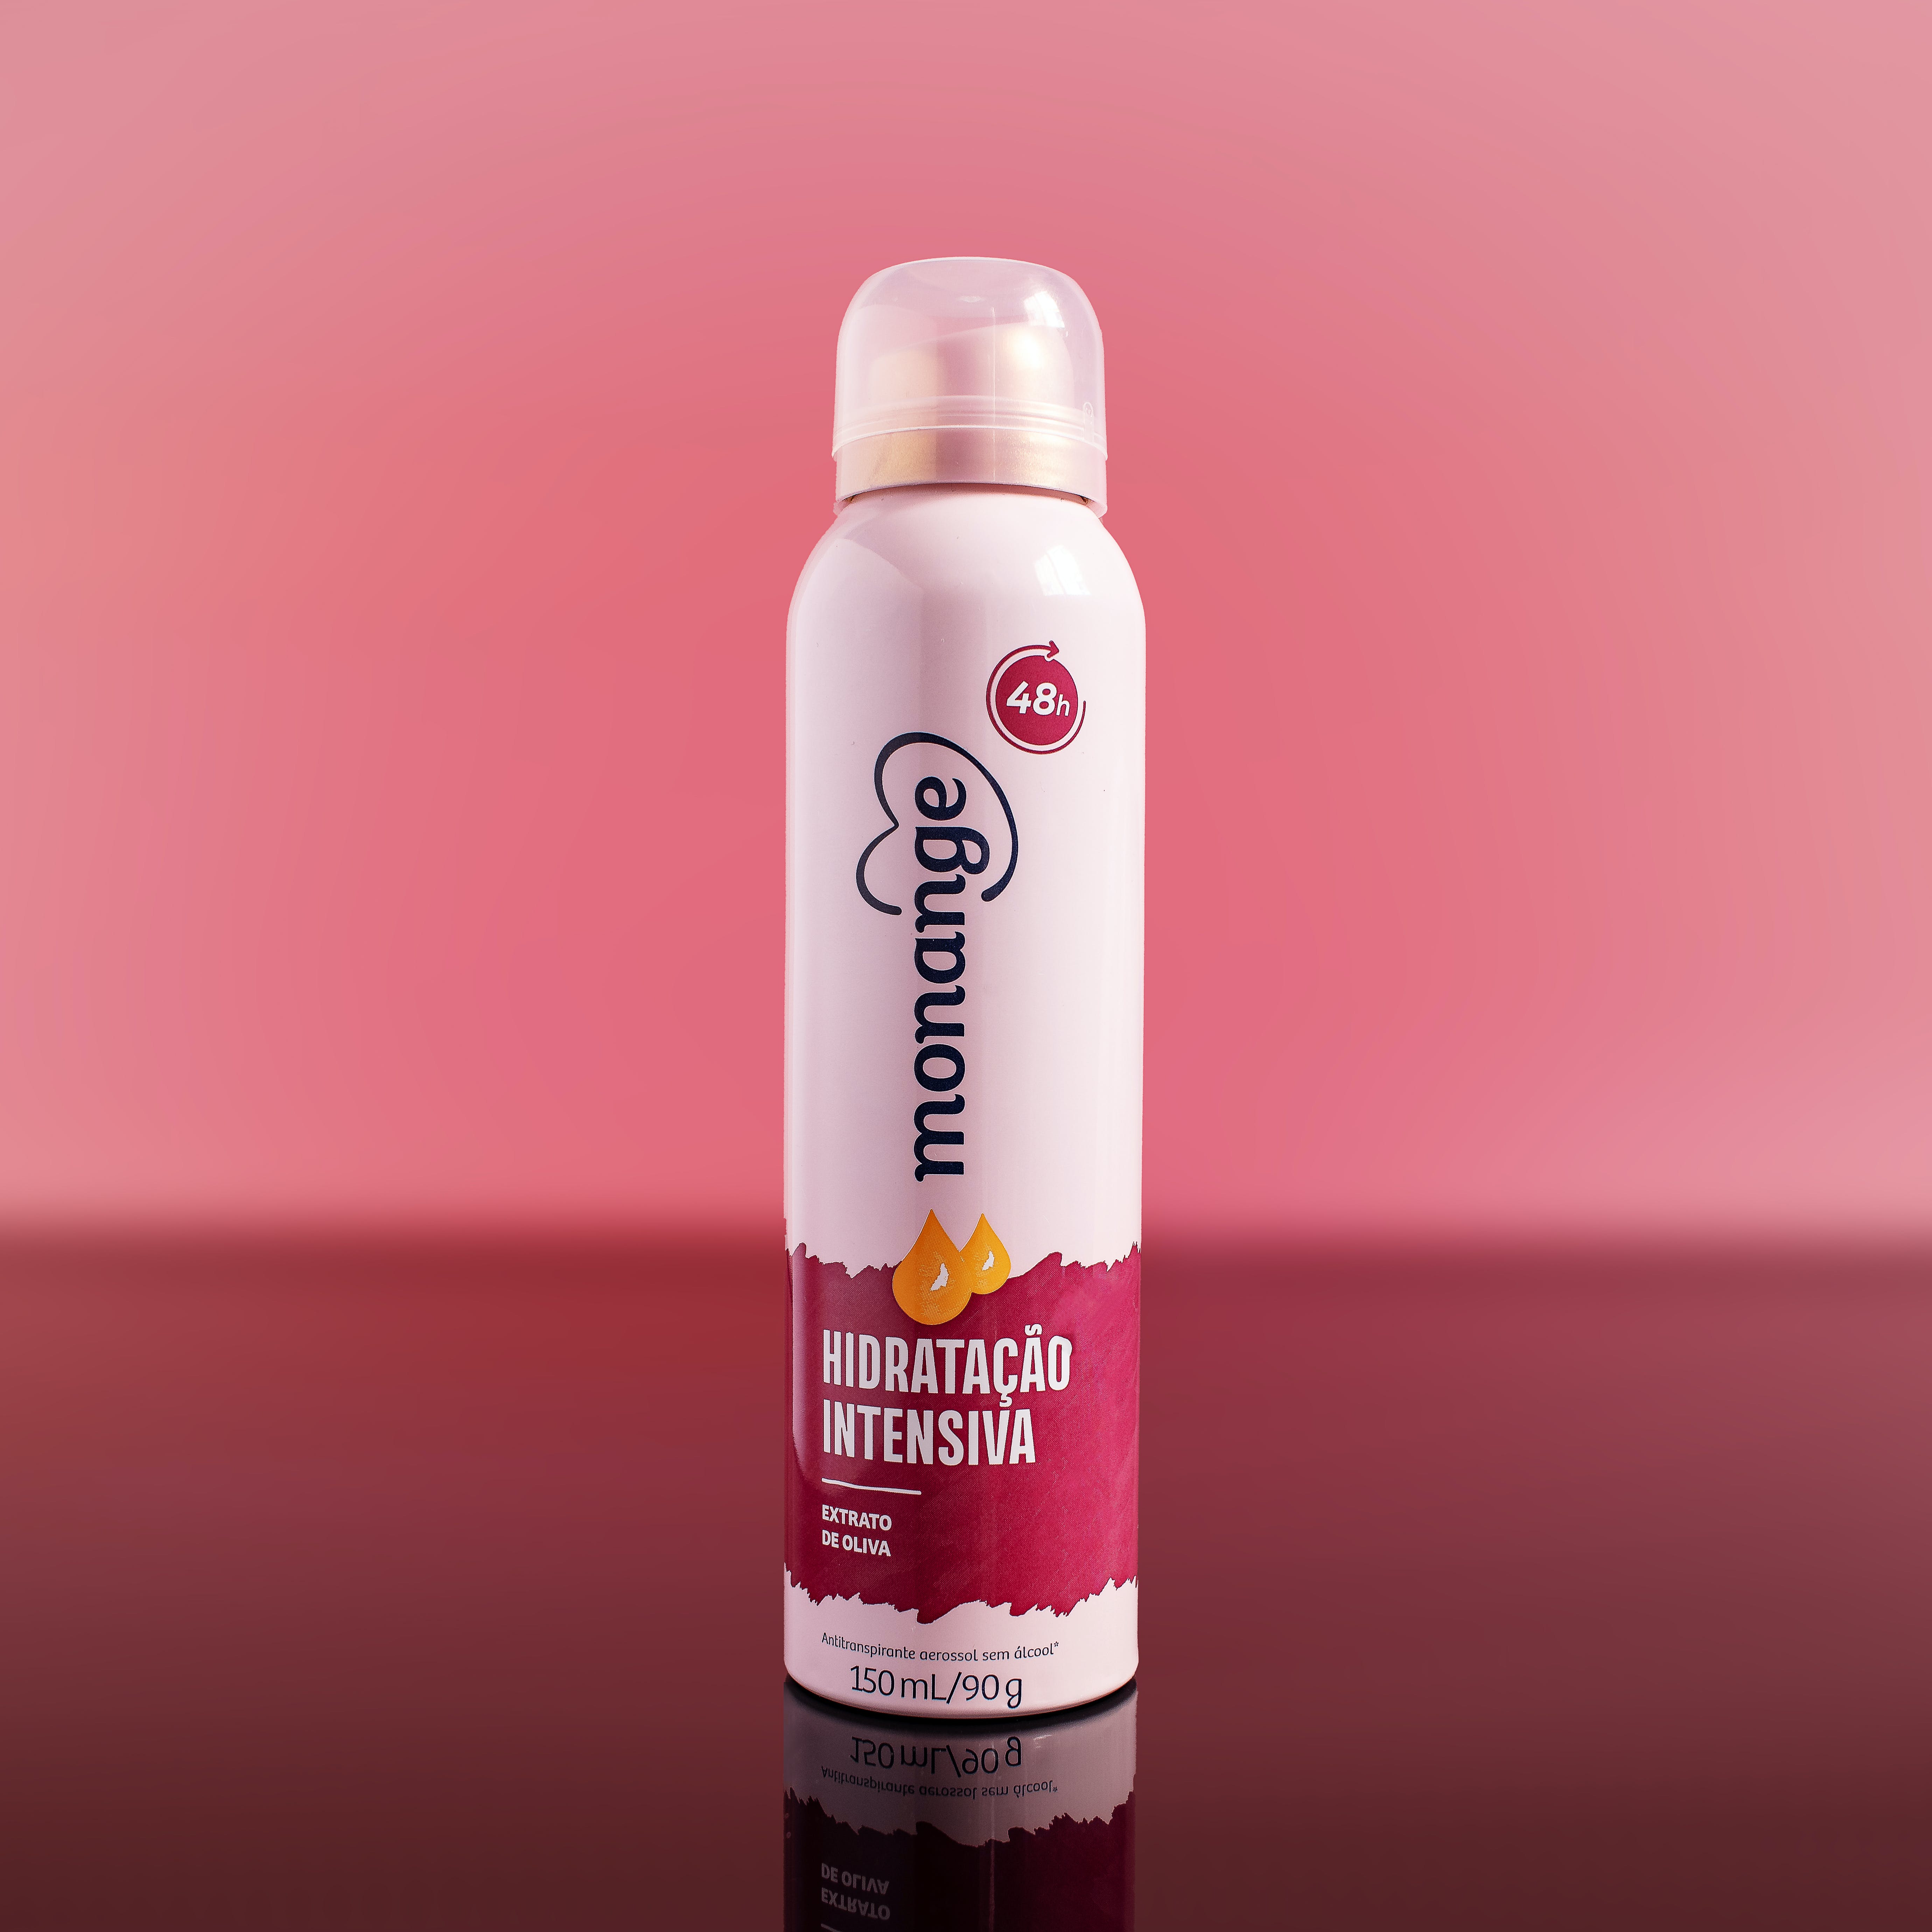 48h
monange
HIDRATAÇÃO
INTENSIVA
EXTRATO
DE OLIVA
Antitranspirante aerossol sem álcool*
150 mL/90 g